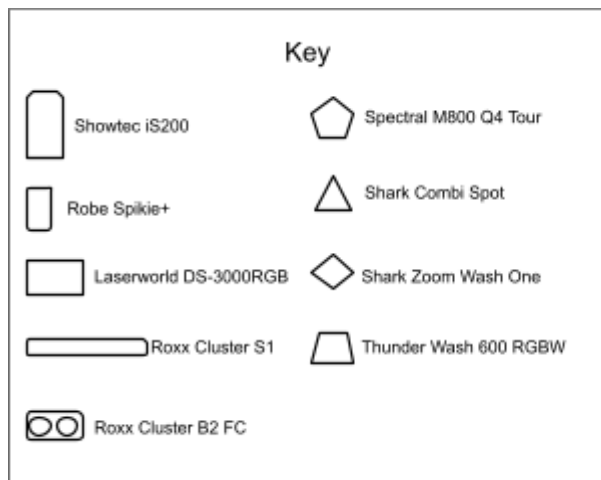 Key
Showtec iS200
Spectral M800 Q4 Tour
Robe Spikie+
Shark Combi Spot
Laserworld DS-3000RGB
Shark Zoom Wash One
Roxx Cluster S1
Thunder Wash 600 RGBW
Roxx Cluster B2 FC